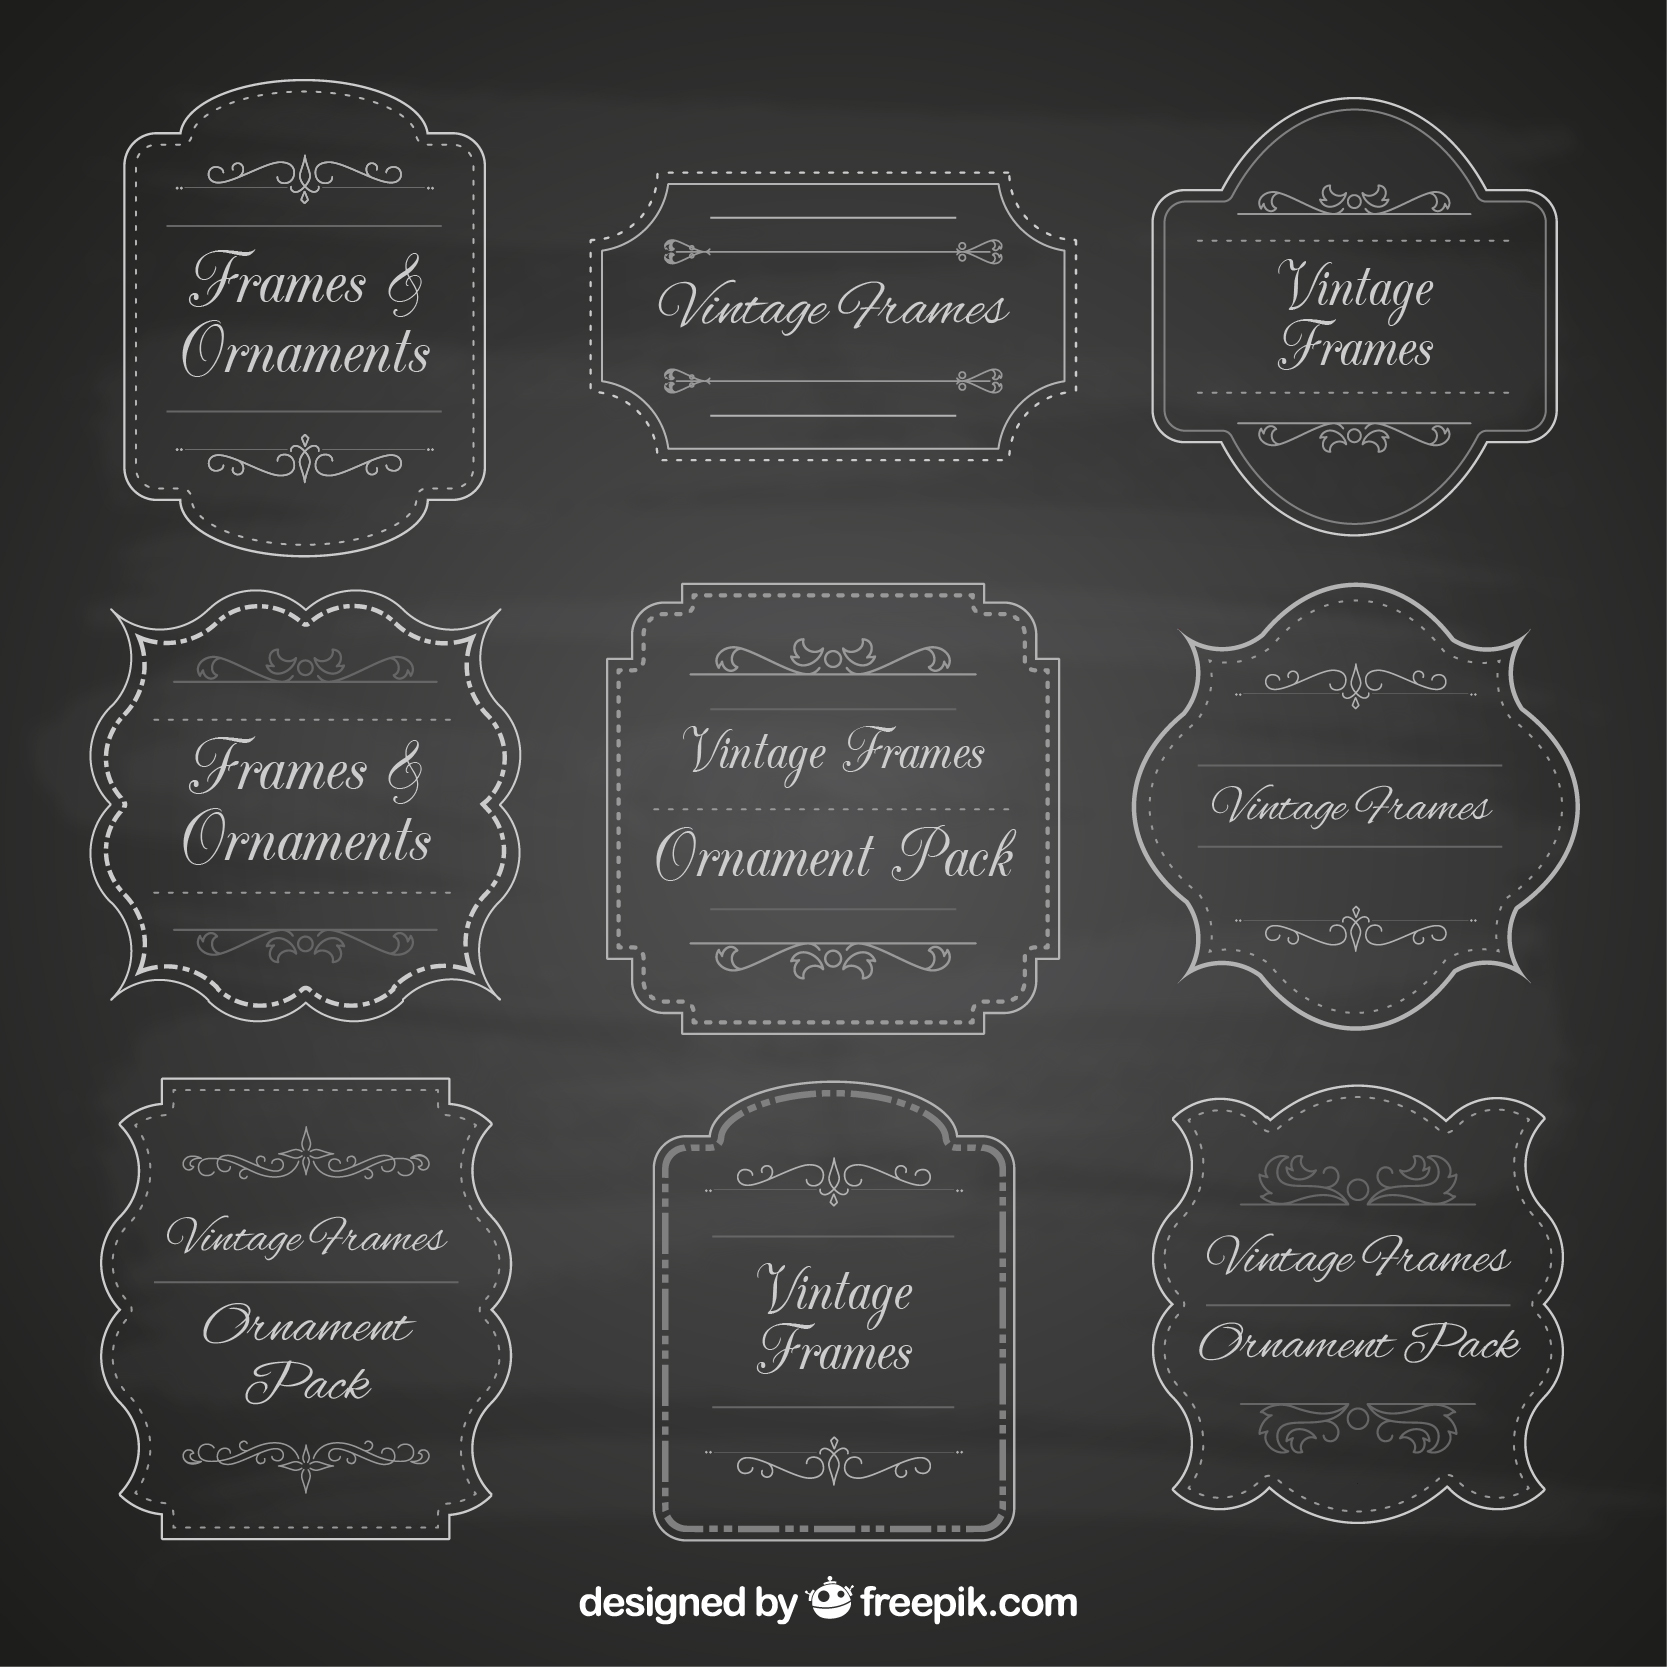 Frames &
Ornaments
Vintage Frames
Vintage
Frames
Frames &
Ornaments
Vintage Frames
Ornament Pack
Vintage Frames
Vintage Frames
Ornament
Pack
Vintage
Frames
Vintage Frames
Ornament Pack
designed by freepik.com